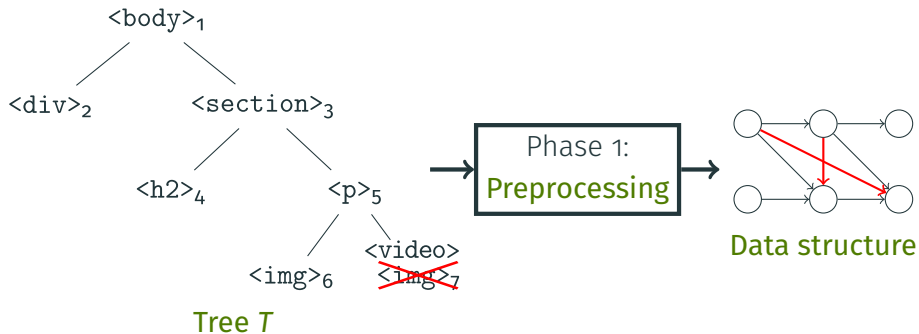 <body>₁
<div>₂ <section>₃
<h2>₄ <p>₅
<video>
<img>₆ <img>₇
Tree T
Phase 1:
Preprocessing
Data structure